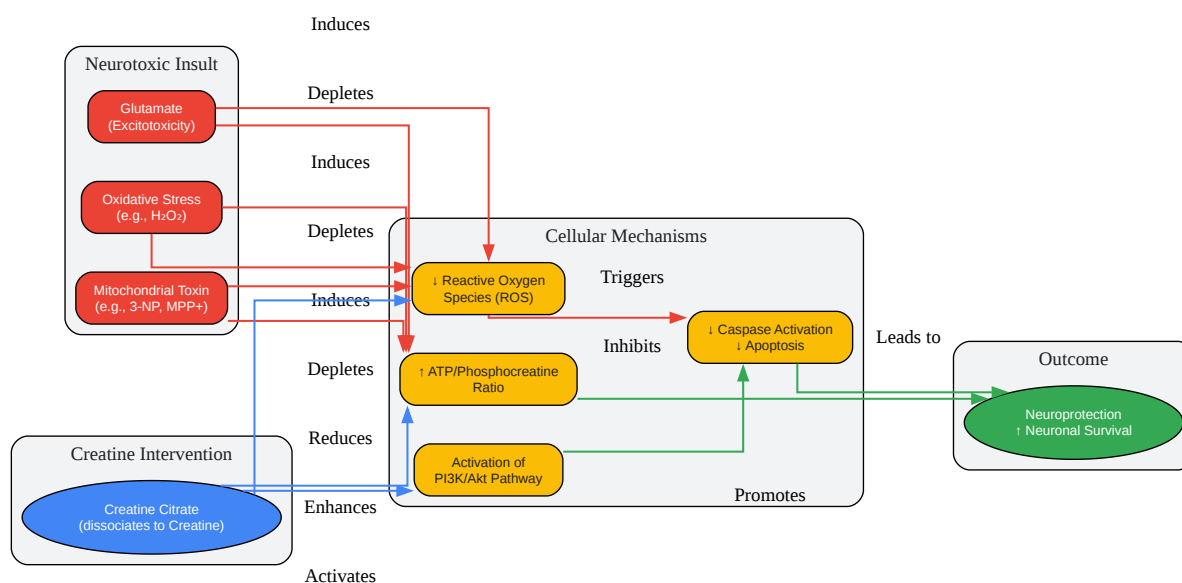 Induces
Neurotoxic Insult
Glutamate
(Excitotoxicity)
Depletes
Induces
Oxidative Stress
(e.g., H₂O₂)
Depletes
Mitochondrial Toxin
(e.g., 3-NP, MPP+)
Induces
Cellular Mechanisms
↓ Reactive Oxygen
Species (ROS)
Triggers
↓ Caspase Activation
↓ Apoptosis
Inhibits
Leads to
Depletes
↑ ATP/Phosphocreatine
Ratio
Outcome
Neuroprotection
↑ Neuronal Survival
Reduces
Creatine Intervention
Activation of
PI3K/Akt Pathway
Promotes
Enhances
Creatine Citrate
(dissociates to Creatine)
Activates